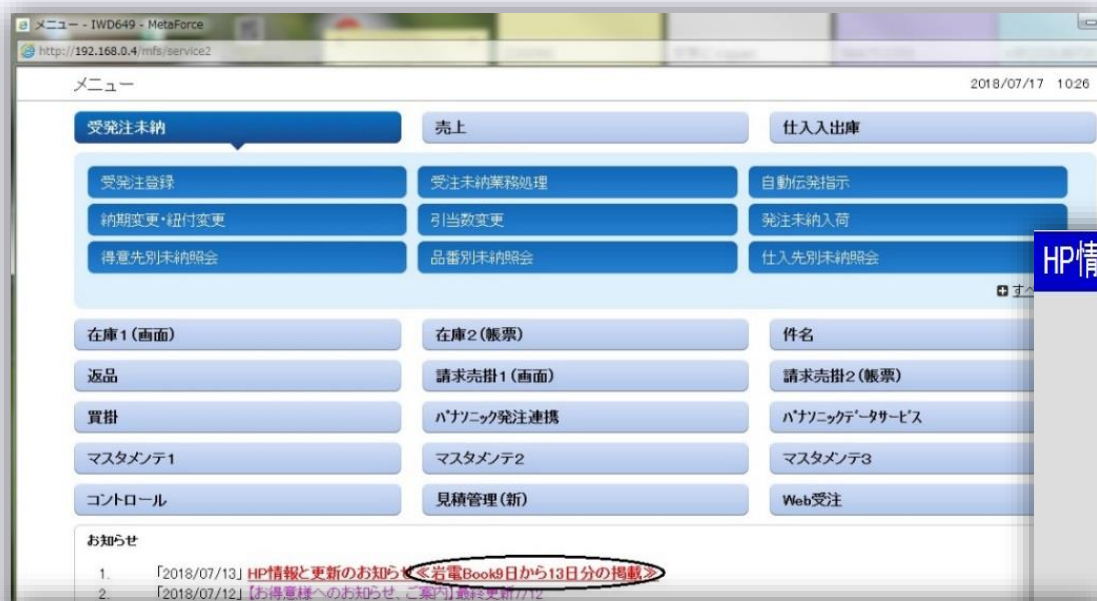 メニュー - IWD649 - MetaForce
http://192.168.0.4/mfs/service2
メニュー
2018/07/17 10:26
受発注未納 売上 仕入入出庫
受発注登録 受注未納業務処理 自動伝発指示
納期変更・紐付変更 引当数変更 発注未納入荷
得意先別未納照会 品番別未納照会 仕入先別未納照会
HP情
すべ
在庫1(画面) 在庫2(帳票) 件名
返品 請求売掛1(画面) 請求売掛2(帳票)
買掛 パナソニック発注連携 パナソニックデータサービス
マスタメンテ1 マスタメンテ2 マスタメンテ3
コントロール 見積管理(新) Web受注
お知らせ
1. 「2018/07/13」HP情報と更新のお知らせ≪岩電Book9日から13日分の掲載≫
2. 「2018/07/12」【お得意様へのお知らせ、ご案内】最終更新7/12